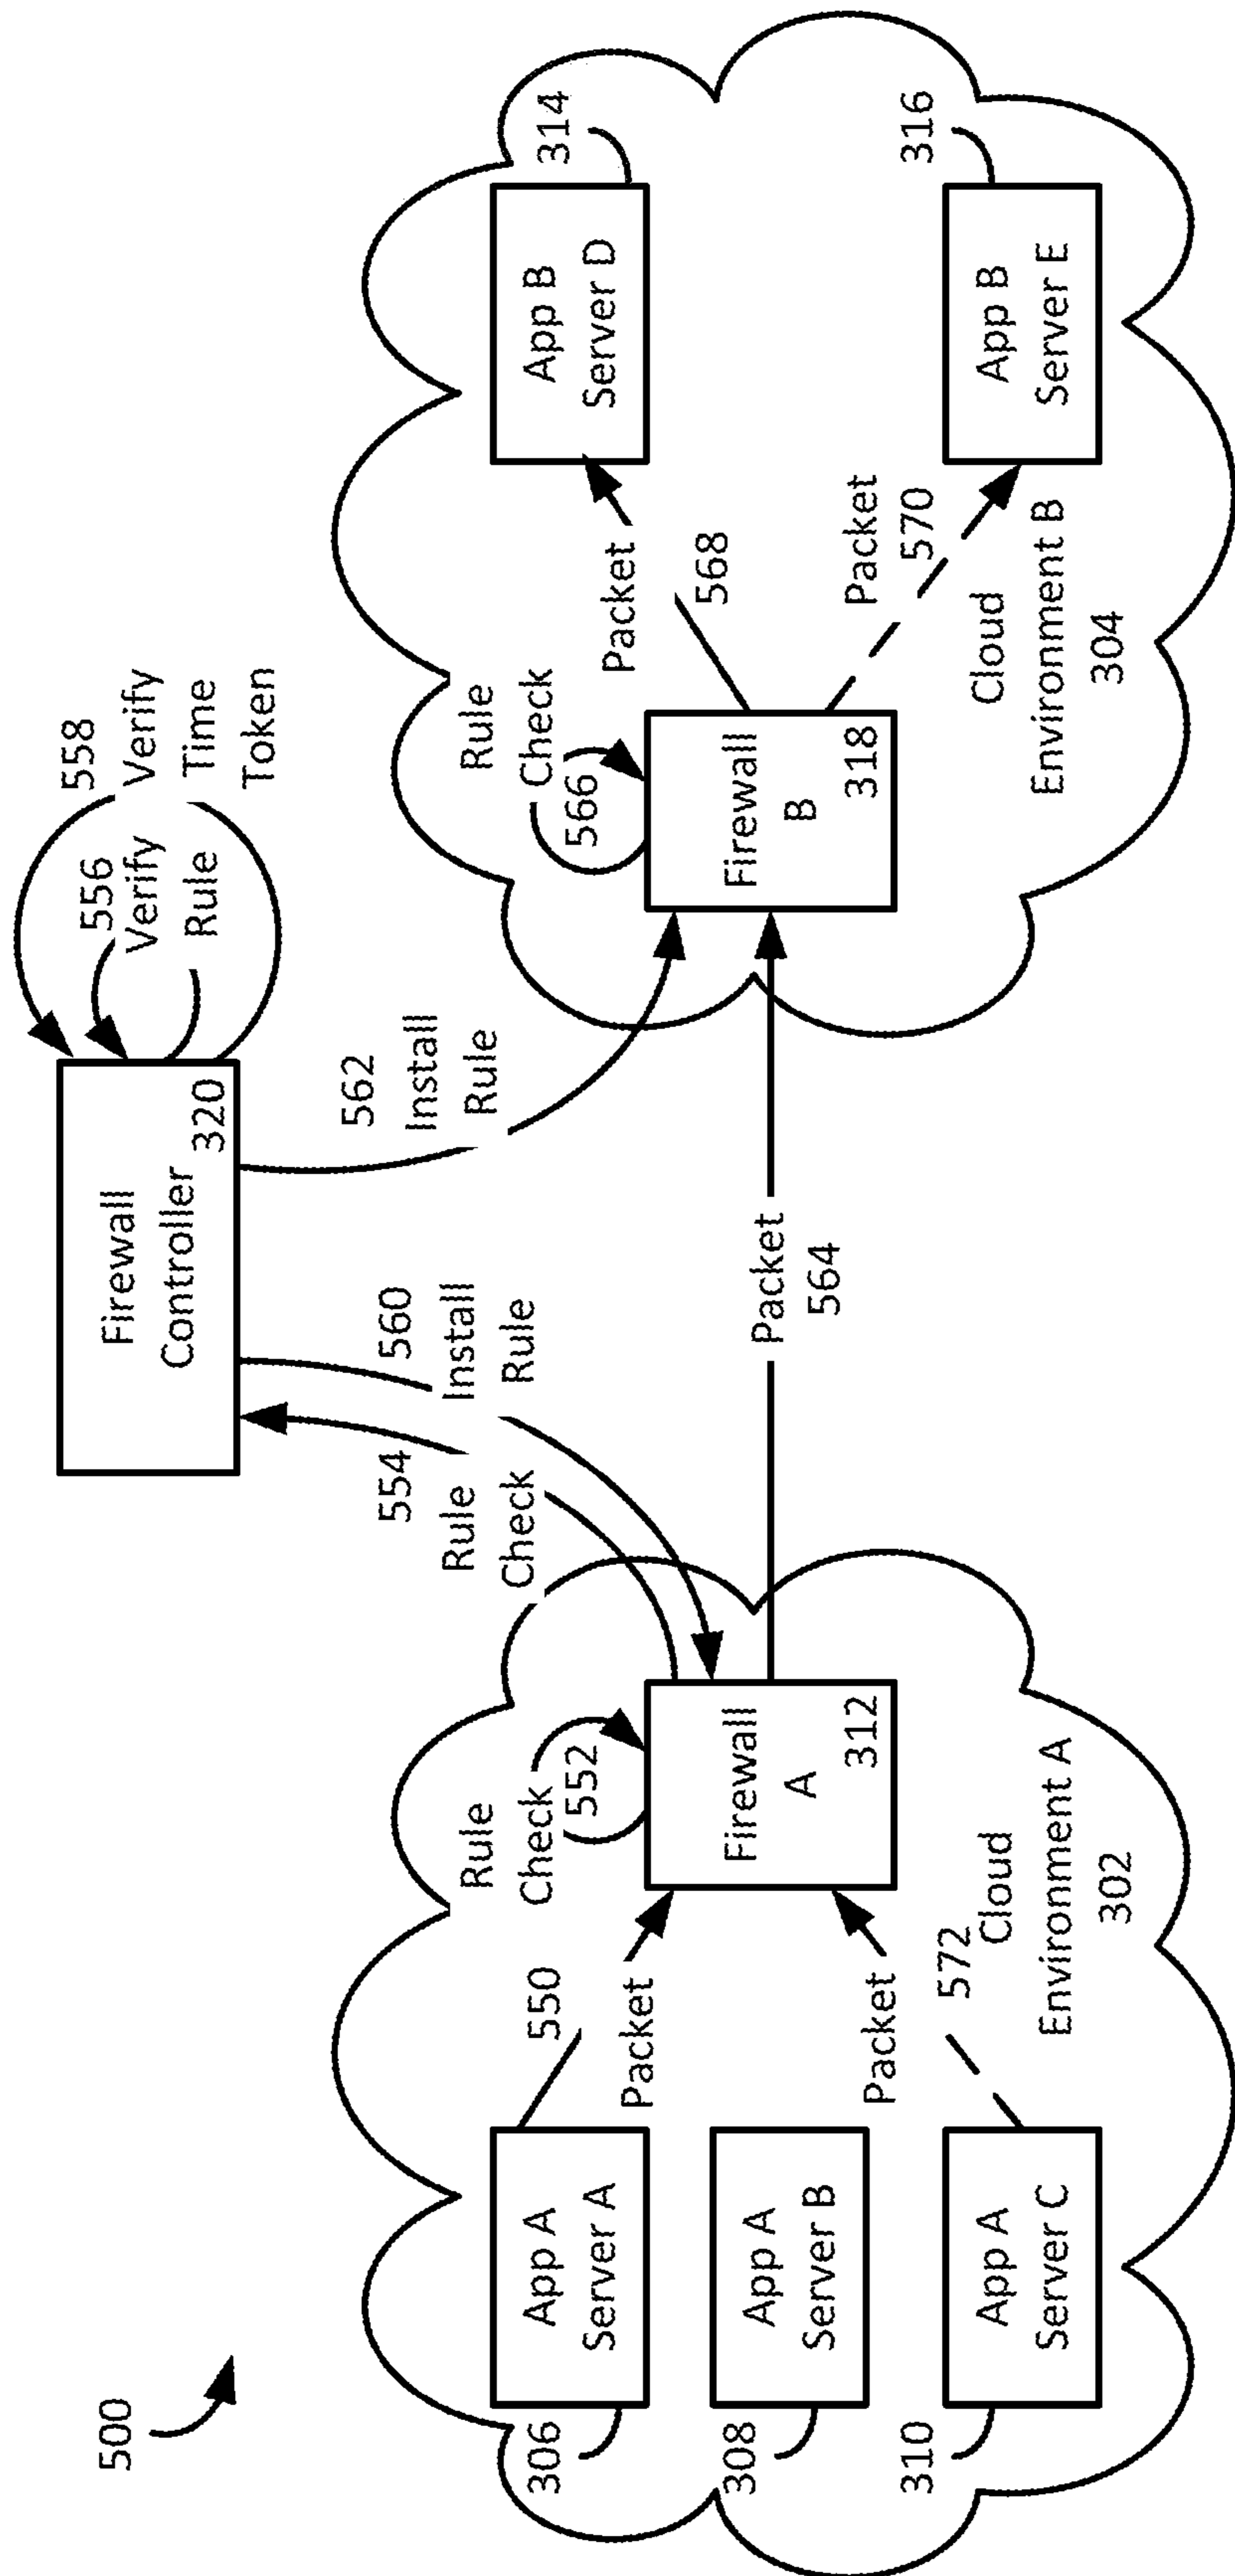 500
Firewall
Controller
320
558
Verify
Time
Token
556
Verify
Rule
554
Rule
Check
560
Install
Rule
562
Install
Rule
306
App A
Server A
308
App A
Server B
310
App A
Server C
550
Packet
Packet
572
Rule
Check
552
Firewall
A
312
Cloud
Environment A
302
Packet
564
Rule
Check
566
Firewall
B
318
Packet
568
Packet
570
App B
Server D
314
App B
Server E
316
Cloud
Environment B
304